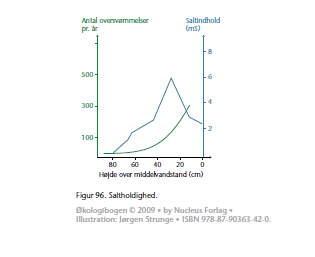 Antal oversvømmelser
pr. år
Saltindhold
(mS)
500
300
100
8
6
4
2
80 60 40 20 0
Højde over middelvandstand (cm)
Figur 96. Saltholdighed.
Økologibogen © 2009 • by Nucleus Forlag •
Illustration: Jørgen Strunge • ISBN 978-87-90363-42-0.